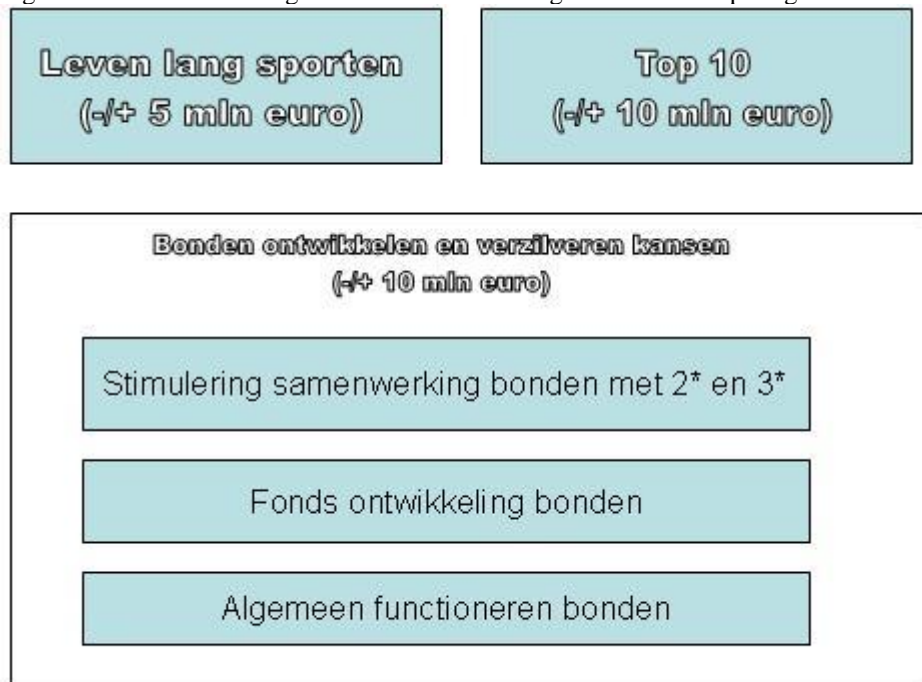 Leven lang sporten
(-/+ 5 mln euro)
Top 10
(-/+ 10 mln euro)
Bonden ontwikkelen en verzilveren kansen
(-/+ 10 mln euro)
Stimulering samenwerking bonden met 2* en 3*
Fonds ontwikkeling bonden
Algemeen functioneren bonden